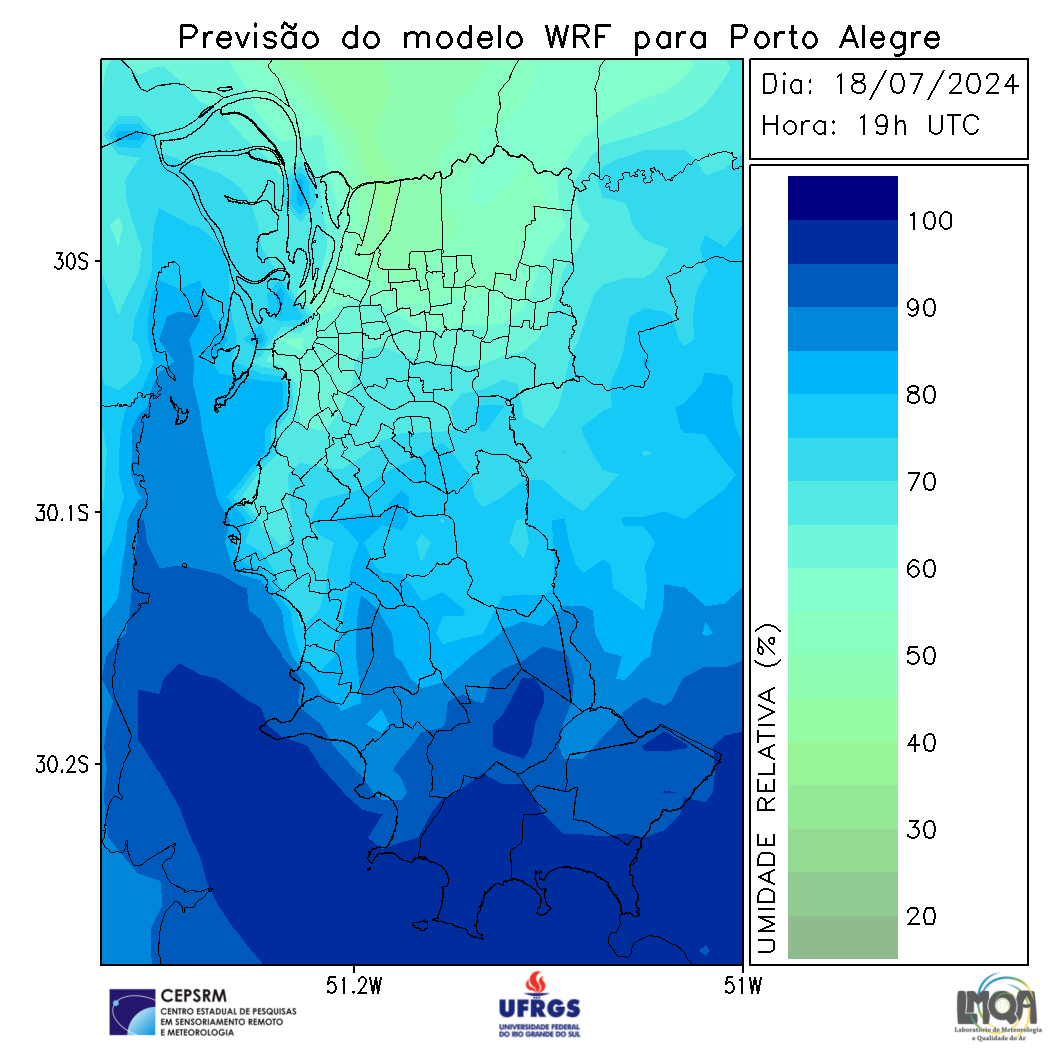 Previsão do modelo WRF para Porto Alegre
Dia: 18/07/2024
Hora: 19h UTC
100
90
80
70
60
50
40
30
20
UMIDADE RELATIVA (%)
30S
30.1S
30.2S
51.2W
51W
CEPSRM
CENTRO ESTADUAL DE PESQUISAS
EM SENSORIAMENTO REMOTO
E METEOROLOGIA
UFRGS
UNIVERSIDADE FEDERAL
DO RIO GRANDE DO SUL
LMQA
Laboratório de Meteorologia
e Qualidade do Ar